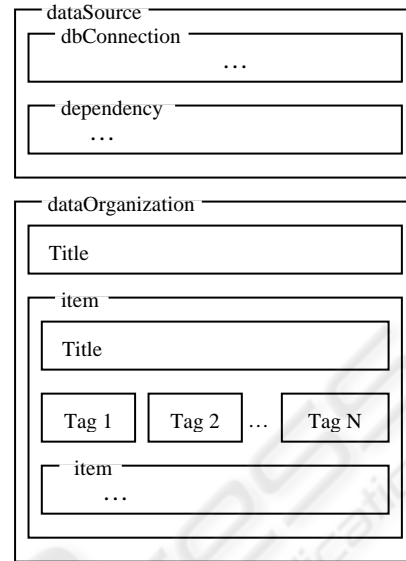 dataSource
dbConnection
…
dependency
…
dataOrganization
Title
item
Title
Tag 1 Tag 2 … Tag N
item
…